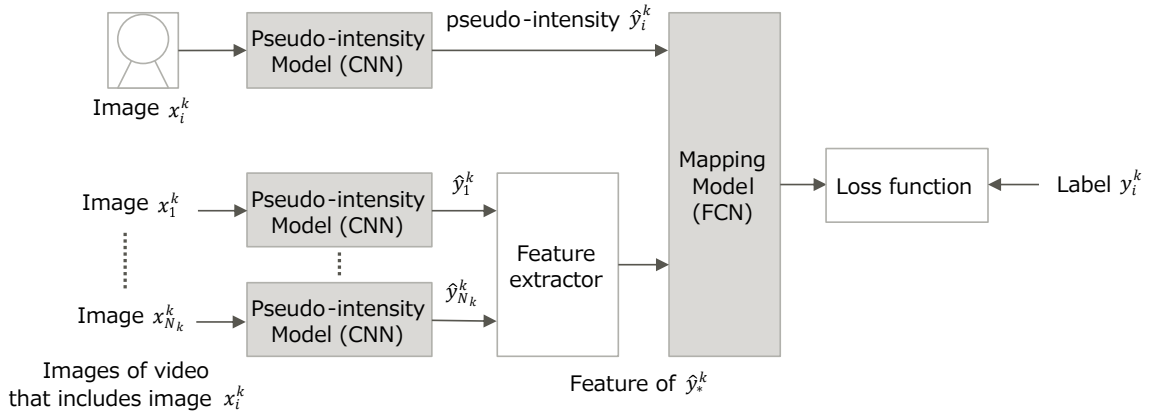 pseudo-intensity ŷᵢᵏ
Pseudo-intensity
Model (CNN)
Image xᵢᵏ
Image x₁ᵏ
Pseudo-intensity
Model (CNN)
ŷ₁ᵏ
Image x_{N_k}^k
Pseudo-intensity
Model (CNN)
ŷ_{N_k}^k
Images of video
that includes image xᵢᵏ
Feature
extractor
Feature of ŷ_*^k
Mapping
Model
(FCN)
Loss function
Label yᵢᵏ